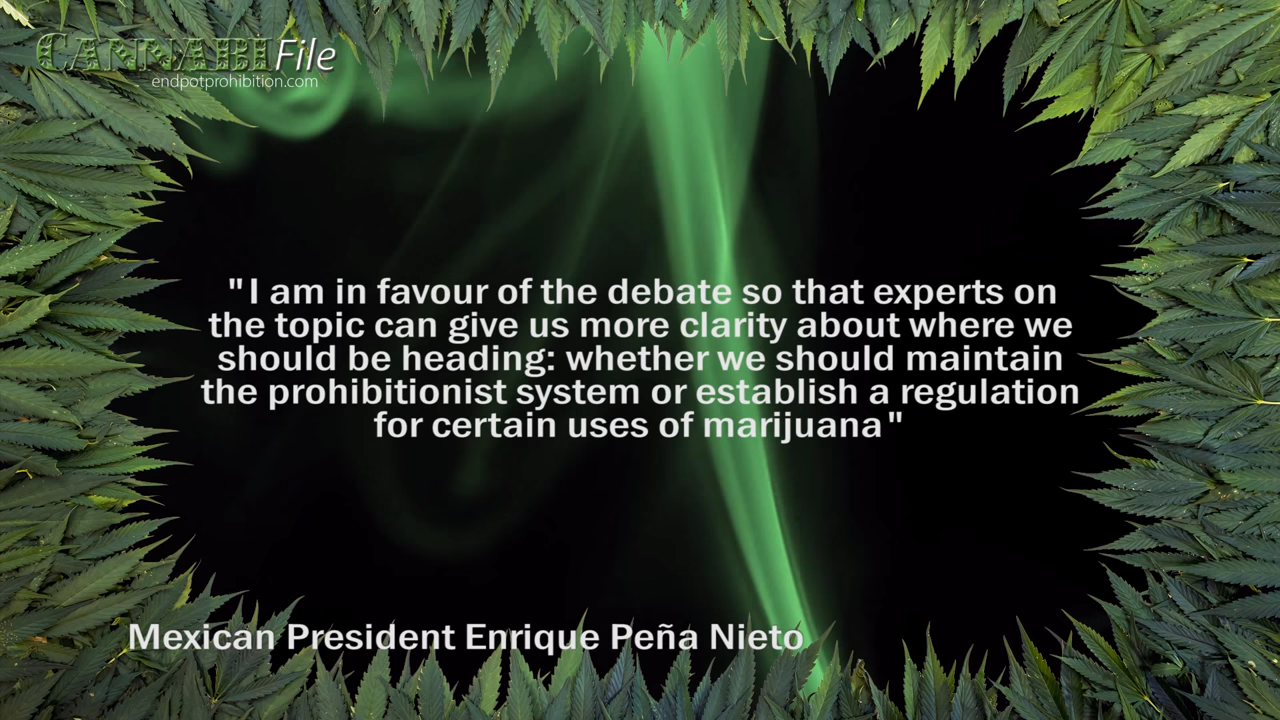 CANNABIFile
endpotprohibition.com
"I am in favour of the debate so that experts on
the topic can give us more clarity about where we
should be heading: whether we should maintain
the prohibitionist system or establish a regulation
for certain uses of marijuana"
Mexican President Enrique Peña Nieto